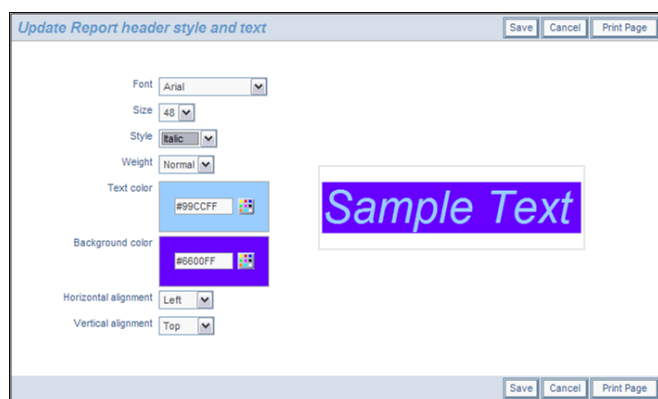 Update Report header style and text
Save Cancel Print Page
Font Arial
Size 48
Style Italic
Weight Normal
Text color
#99CCFF
Sample Text
Background color
#6600FF
Horizontal alignment Left
Vertical alignment Top
Save Cancel Print Page